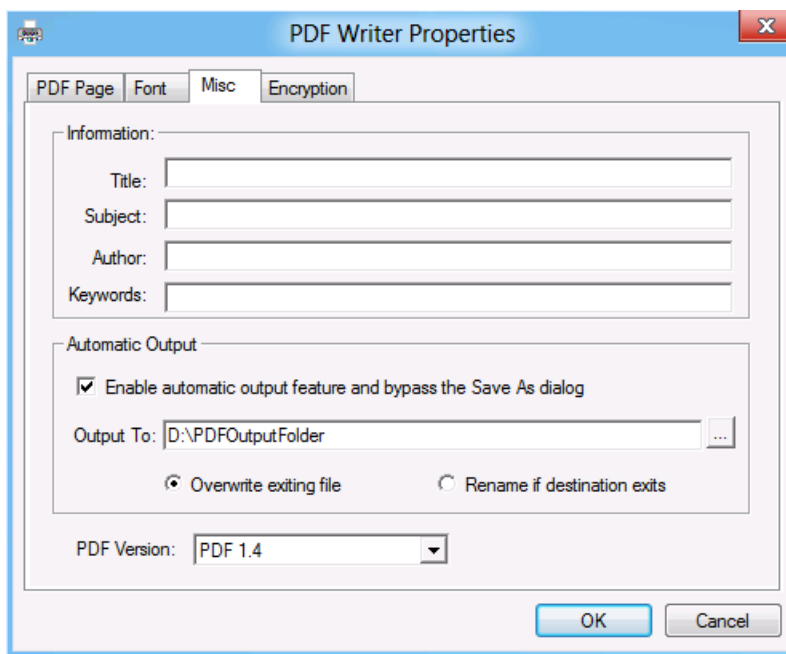 PDF Writer Properties
x
PDF Page Font Misc Encryption
Information:
Title:
Subject:
Author:
Keywords:
Automatic Output
Enable automatic output feature and bypass the Save As dialog
Output To: D:\PDFOutputFolder ...
Overwrite exiting file Rename if destination exits
PDF Version: PDF 1.4
OK Cancel